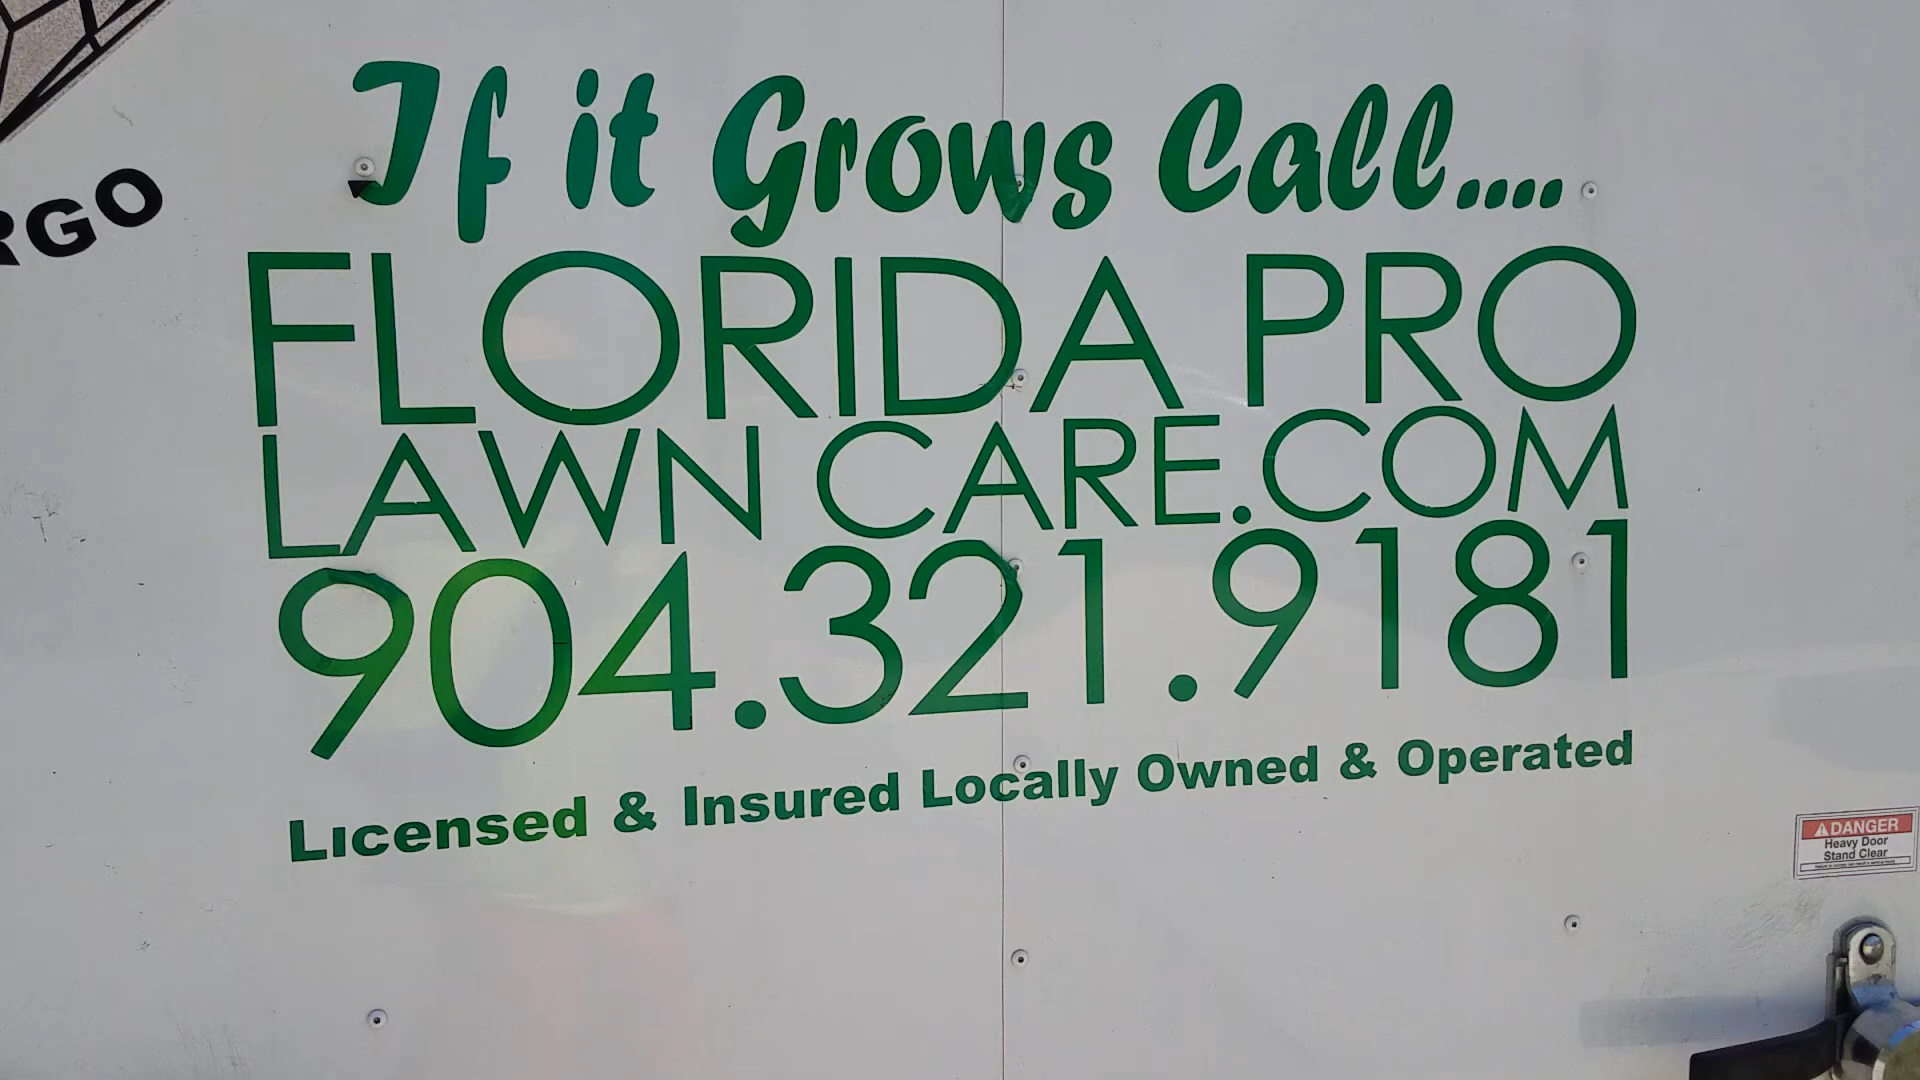 If it Grows Call....
RGO
FLORIDA PRO
LAWN CARE.COM
904.321.9181
Licensed & Insured Locally Owned & Operated
DANGER
Heavy Door
Stand Clear